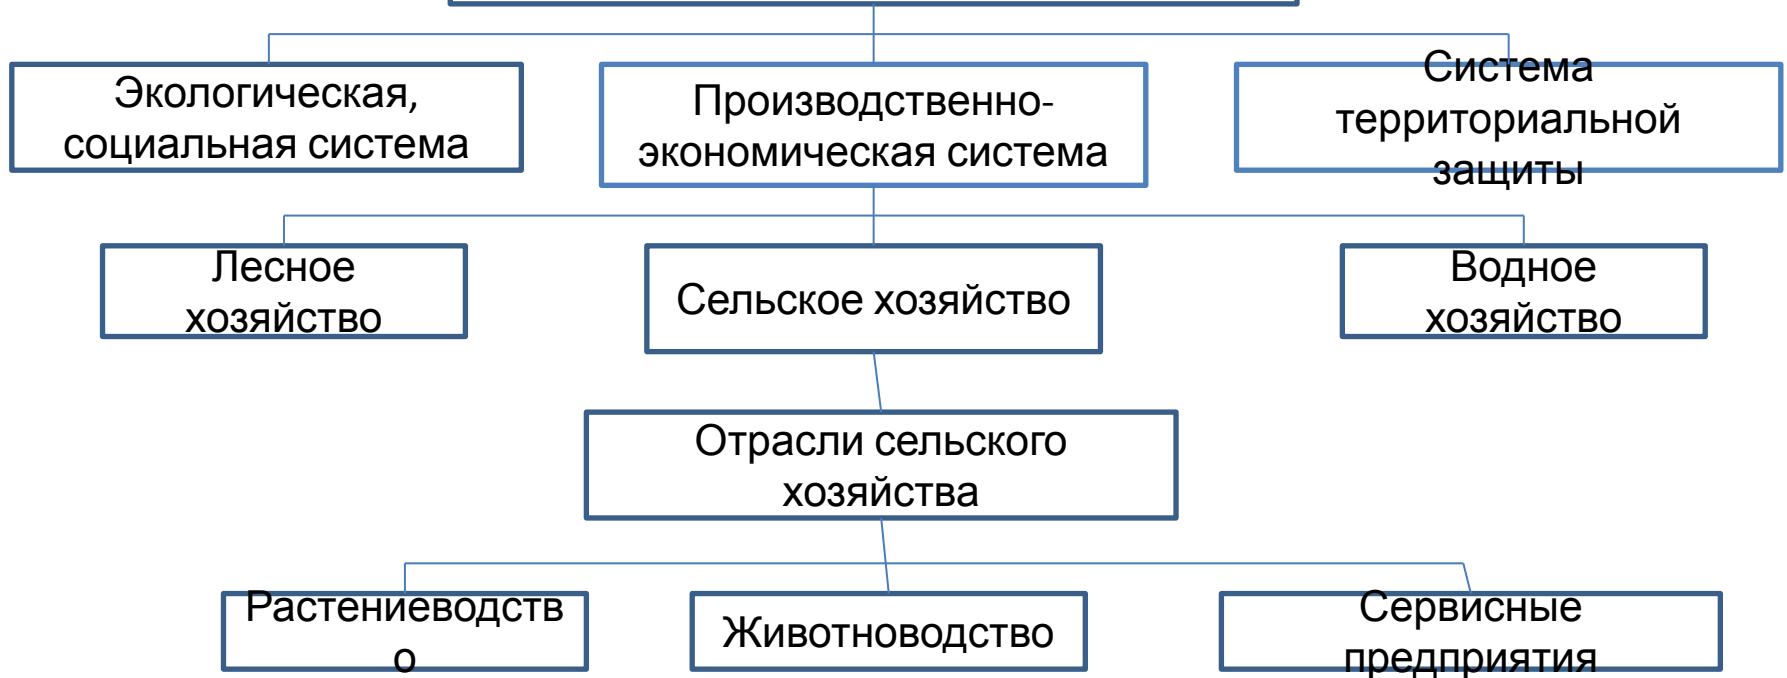 Экологическая,
социальная система
Производственно-
экономическая система
Система
территориальной
защиты
Лесное
хозяйство
Сельское хозяйство
Водное
хозяйство
Отрасли сельского
хозяйства
Растениеводств
о
Животноводство
Сервисные
предприятия